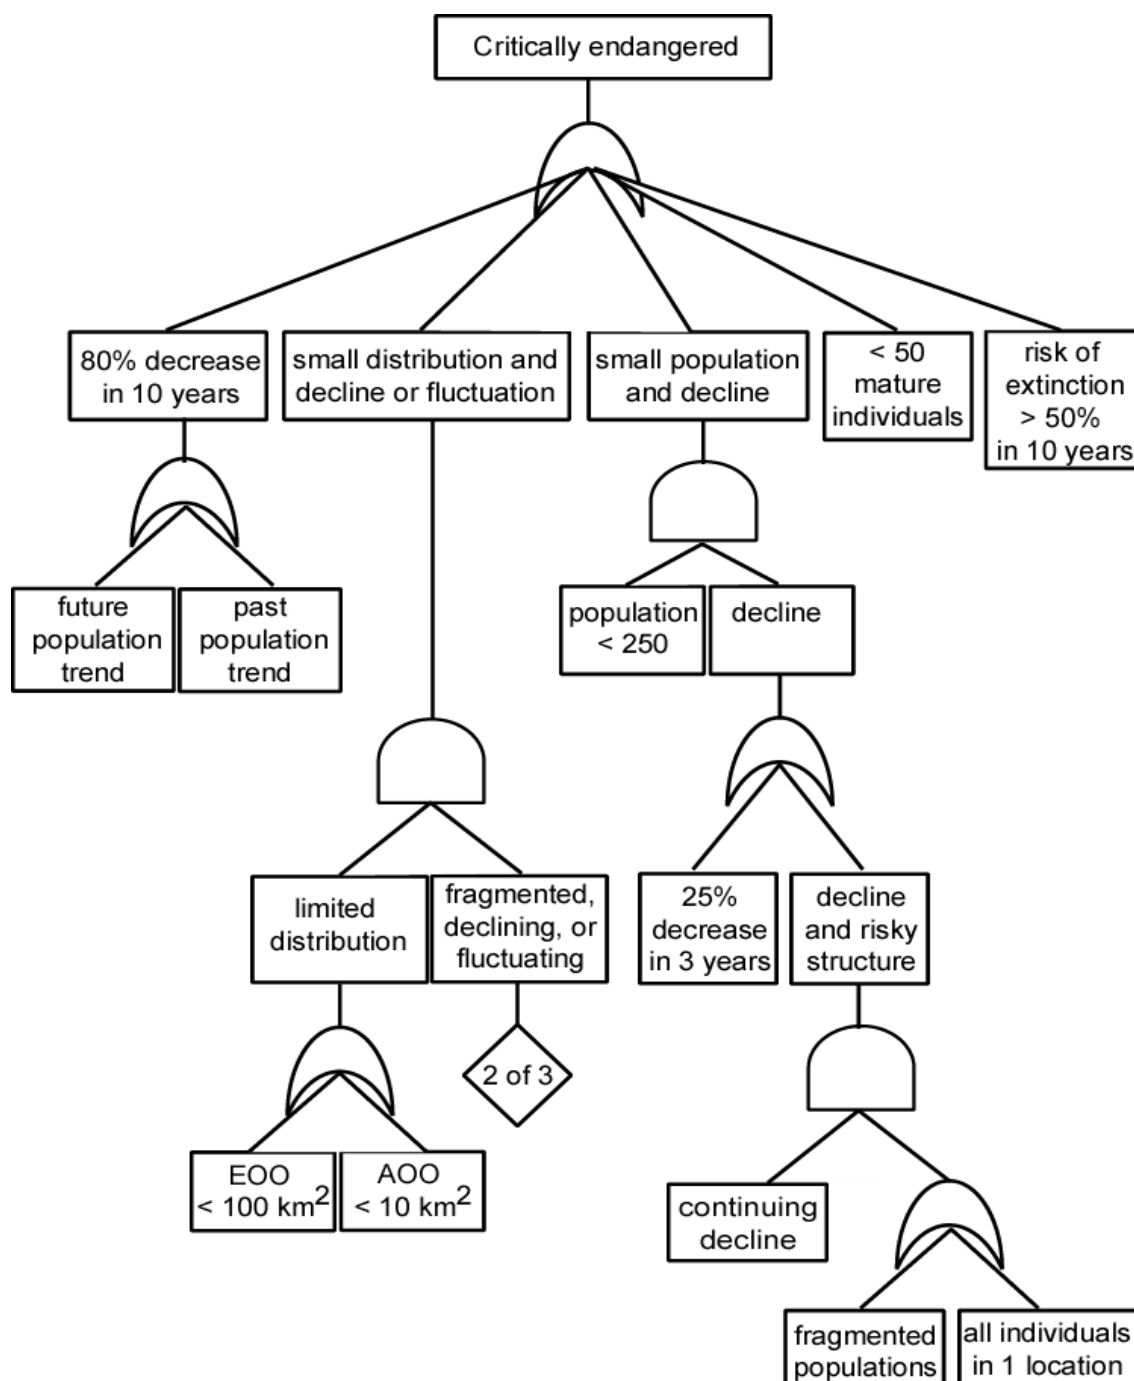 Critically endangered
80% decrease
in 10 years
small distribution and
decline or fluctuation
small population
and decline
< 50
mature
individuals
risk of
extinction
> 50%
in 10 years
future
population
trend
past
population
trend
population
< 250
decline
limited
distribution
fragmented,
declining, or
fluctuating
25%
decrease
in 3 years
decline
and risky
structure
2 of 3
EOO
< 100 km²
AOO
< 10 km²
continuing
decline
fragmented
populations
all individuals
in 1 location